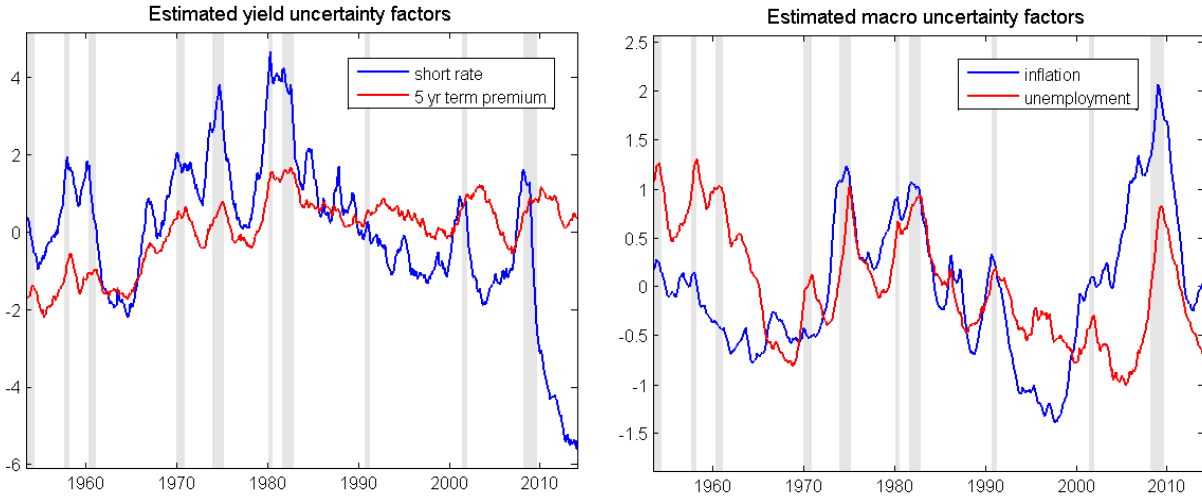 Estimated yield uncertainty factors
short rate
5 yr term premium
4
2
0
-2
-4
-6
1960 1970 1980 1990 2000 2010
Estimated macro uncertainty factors
inflation
unemployment
2.5
2
1.5
1
0.5
0
-0.5
-1
-1.5
1960 1970 1980 1990 2000 2010